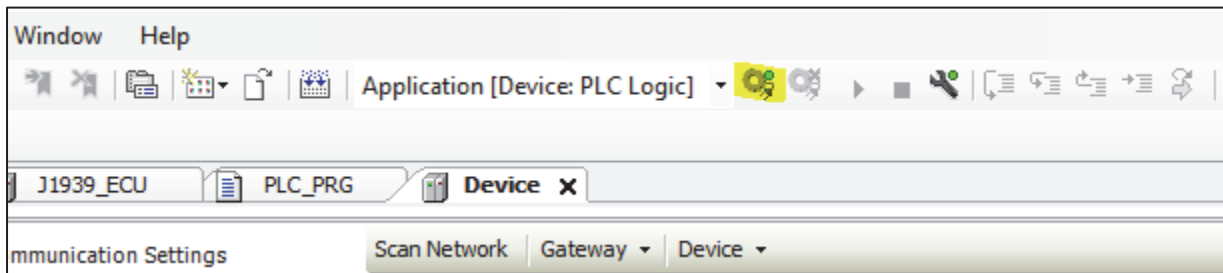 Window Help
Application [Device: PLC Logic]
J1939_ECU PLC_PRG Device
mmunication Settings Scan Network Gateway Device